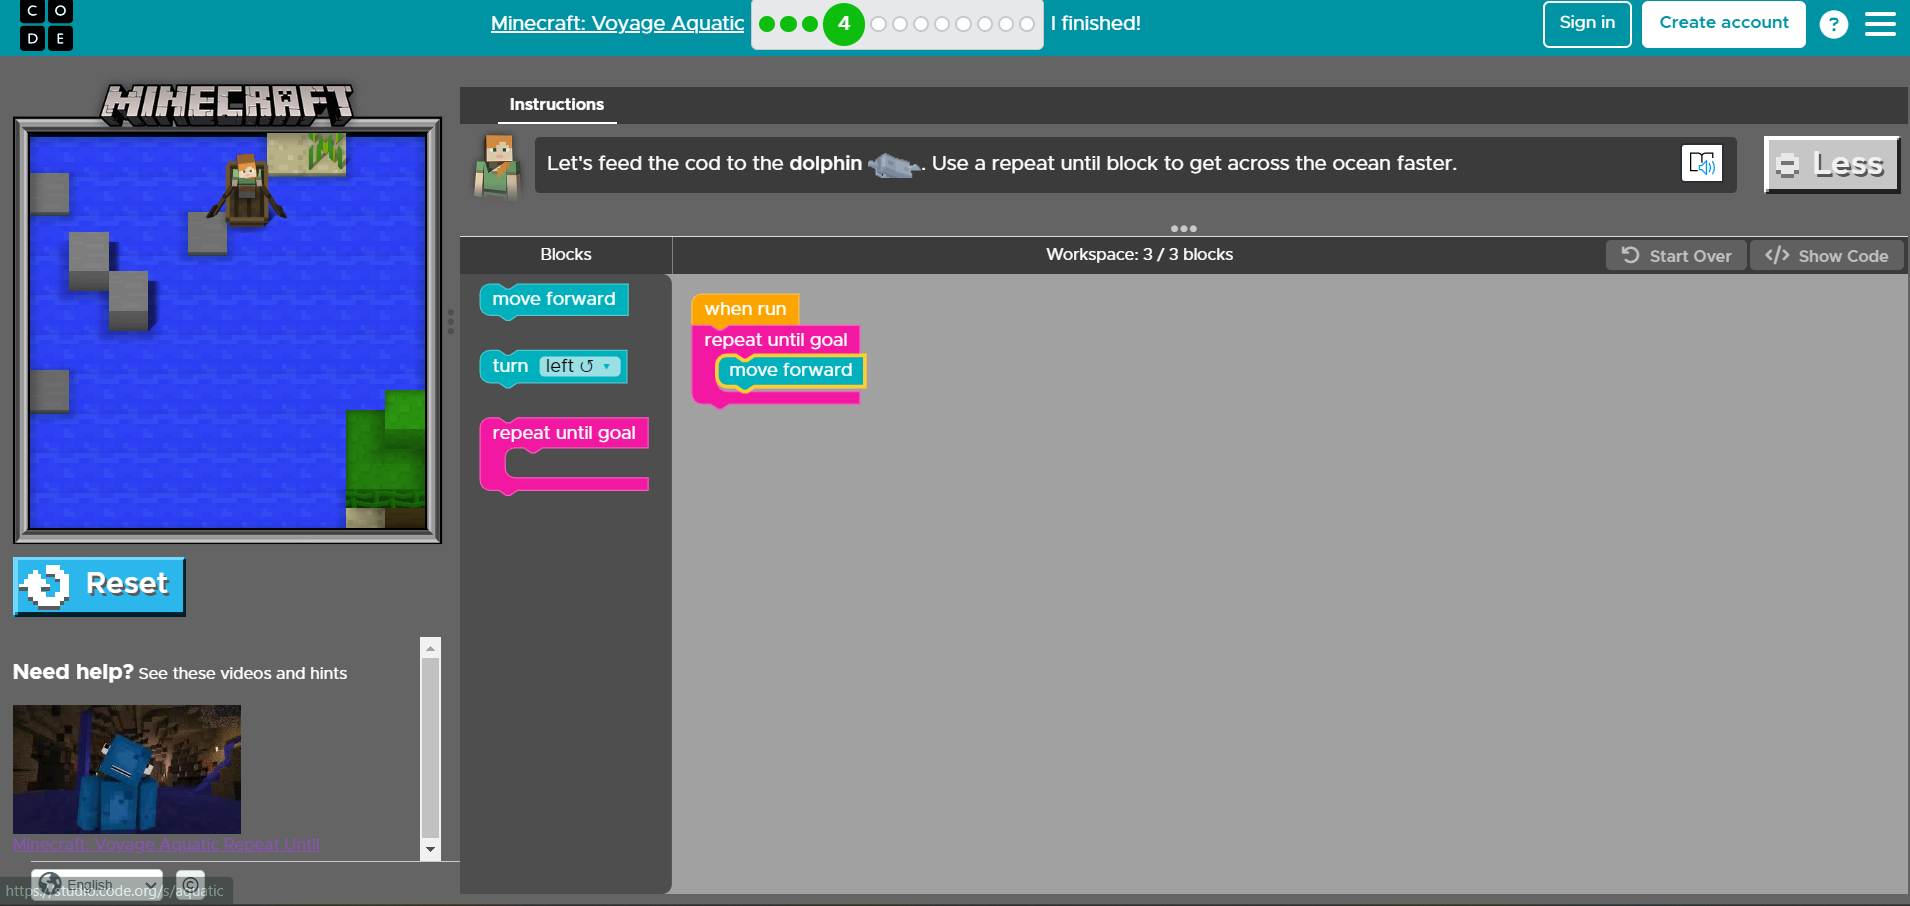 C O
D E
Minecraft: Voyage Aquatic
4
I finished!
Sign in
Create account
?
MINECRAFT
Instructions
Let's feed the cod to the dolphin . Use a repeat until block to get across the ocean faster.
Less
Blocks
Workspace: 3 / 3 blocks
Start Over
</> Show Code
move forward
turn left
repeat until goal
when run
repeat until goal
move forward
Reset
Need help? See these videos and hints
Minecraft: Voyage Aquatic Repeat Until
English
©
https://studio.code.org/s/aquatic